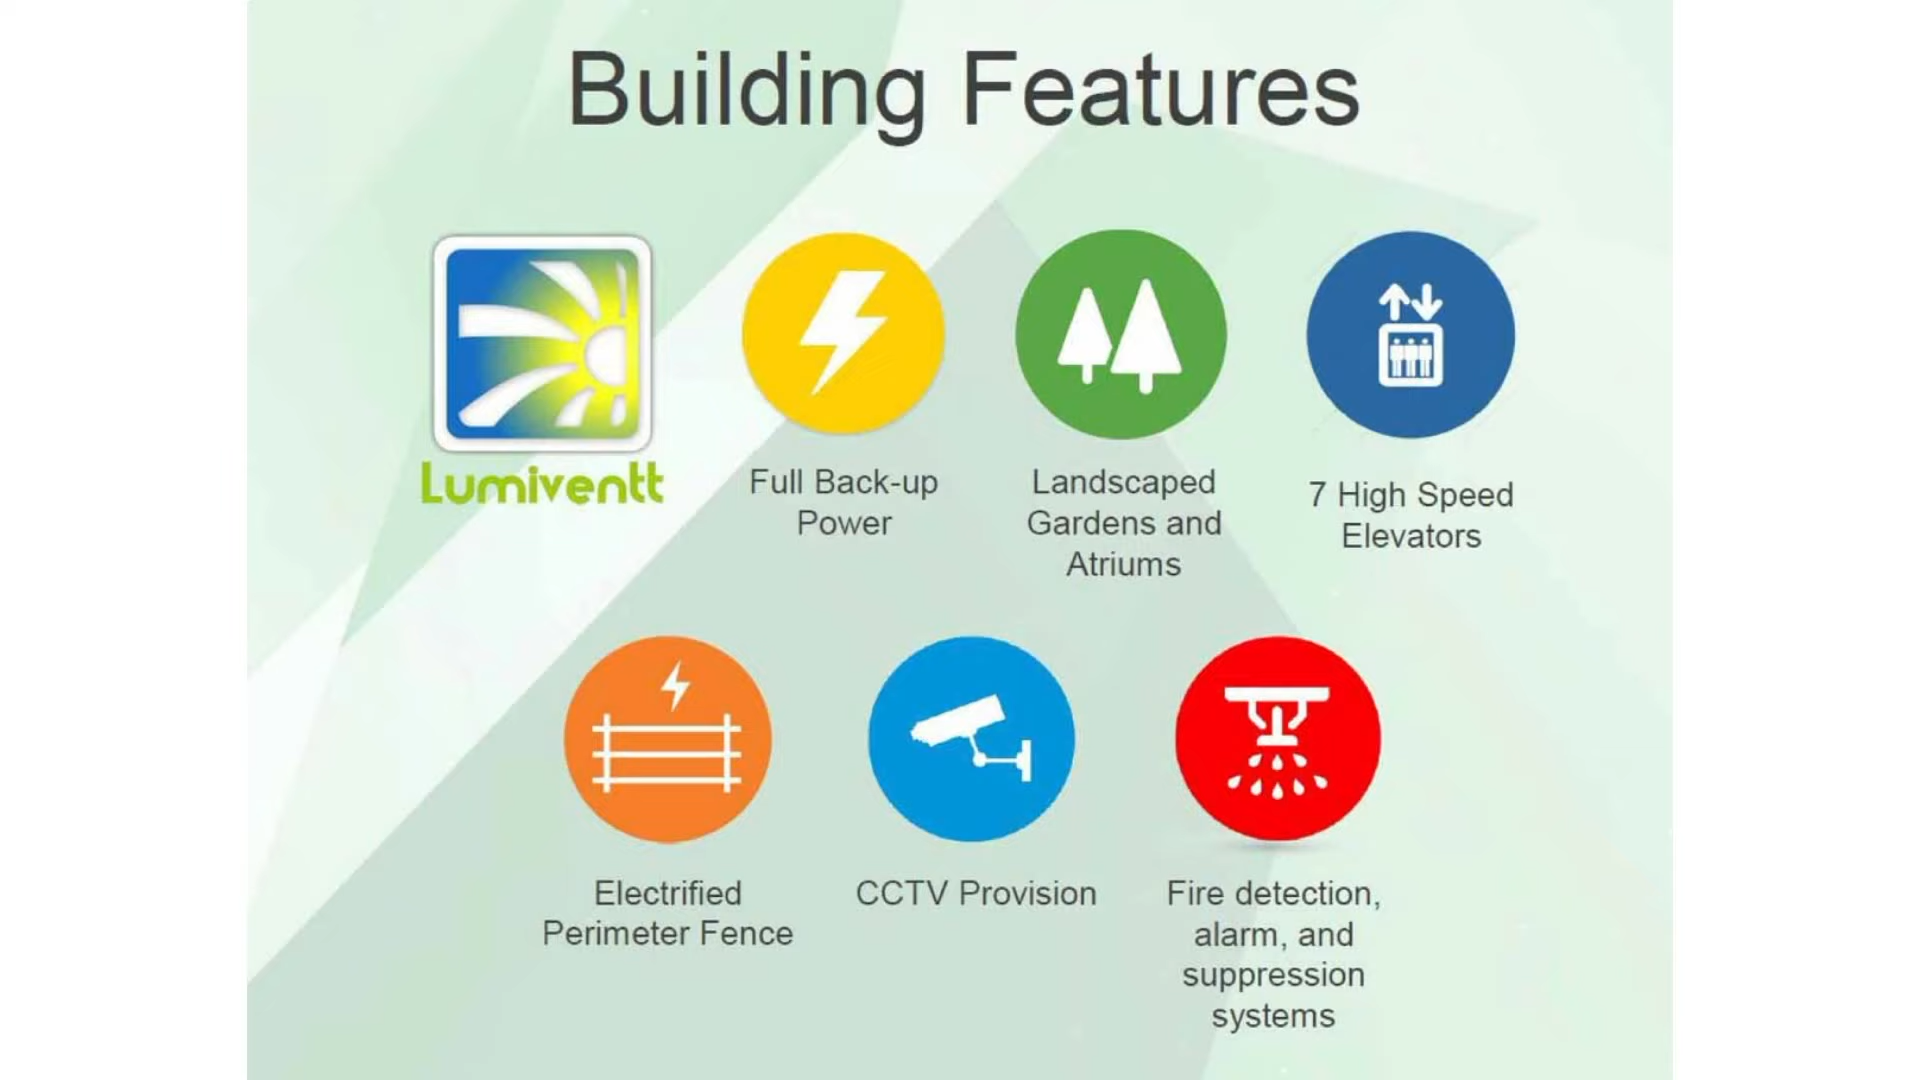 Building Features
Lumiventt
Full Back-up
Power
Landscaped
Gardens and
Atriums
7 High Speed
Elevators
Electrified
Perimeter Fence
CCTV Provision
Fire detection,
alarm, and
suppression
systems